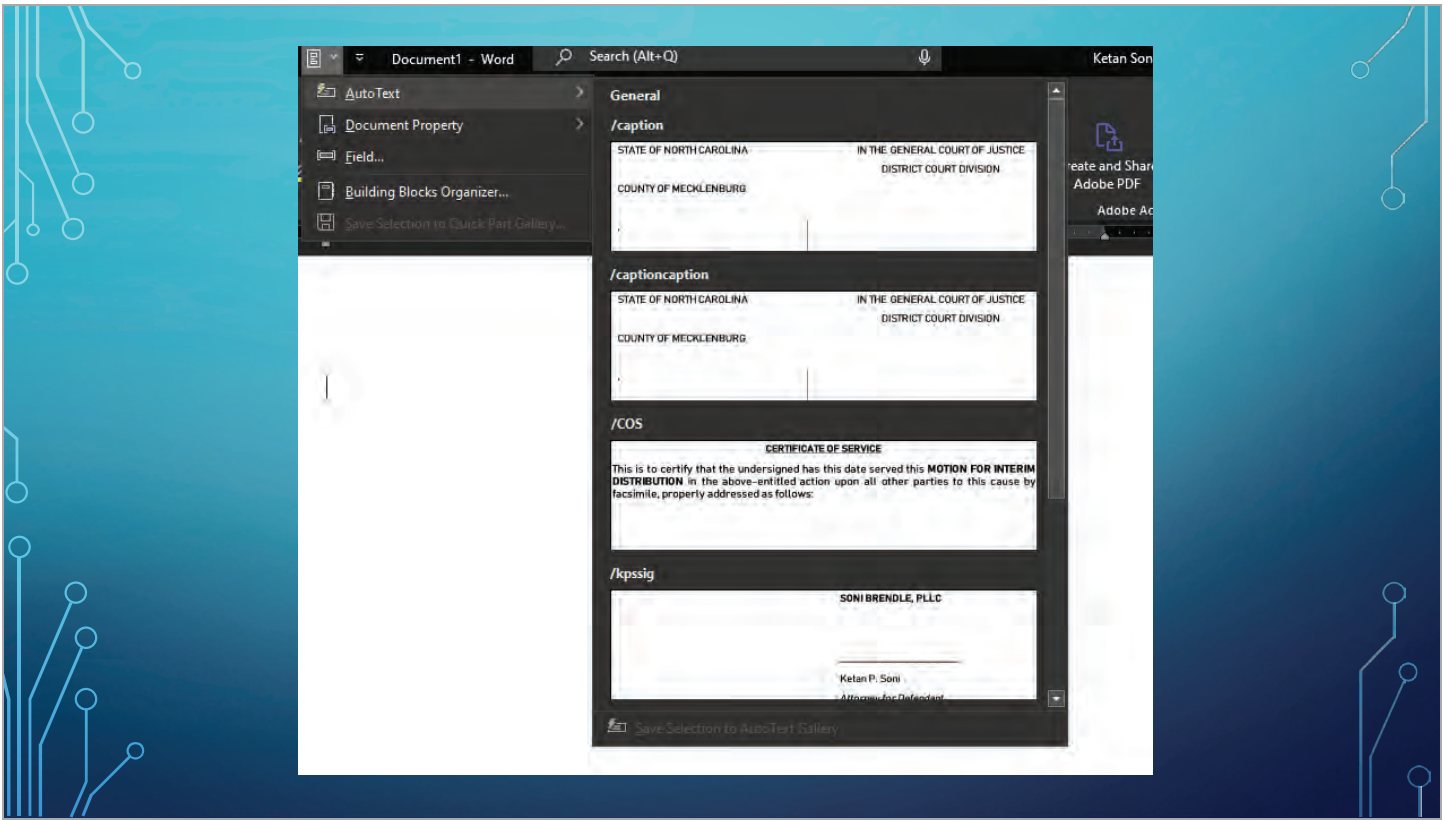 Document1 - Word
Search (Alt+Q)
Ketan Son
AutoText
Document Property
Field...
Building Blocks Organizer...
Save Selection to Quick Part Gallery...
General
/caption
STATE OF NORTH CAROLINA
IN THE GENERAL COURT OF JUSTICE
DISTRICT COURT DIVISION
COUNTY OF MECKLENBURG
,
/captioncaption
STATE OF NORTH CAROLINA
IN THE GENERAL COURT OF JUSTICE
DISTRICT COURT DIVISION
COUNTY OF MECKLENBURG
,
/COS
CERTIFICATE OF SERVICE
This is to certify that the undersigned has this date served this MOTION FOR INTERIM
DISTRIBUTION in the above-entitled action upon all other parties to this cause by
facsimile, properly addressed as follows:
/kpssig
SONI BRENDLE, PLLC
Ketan P. Soni
Attorney for Defendant
Save Selection to AutoText Gallery
reate and Share
Adobe PDF
Adobe Ac